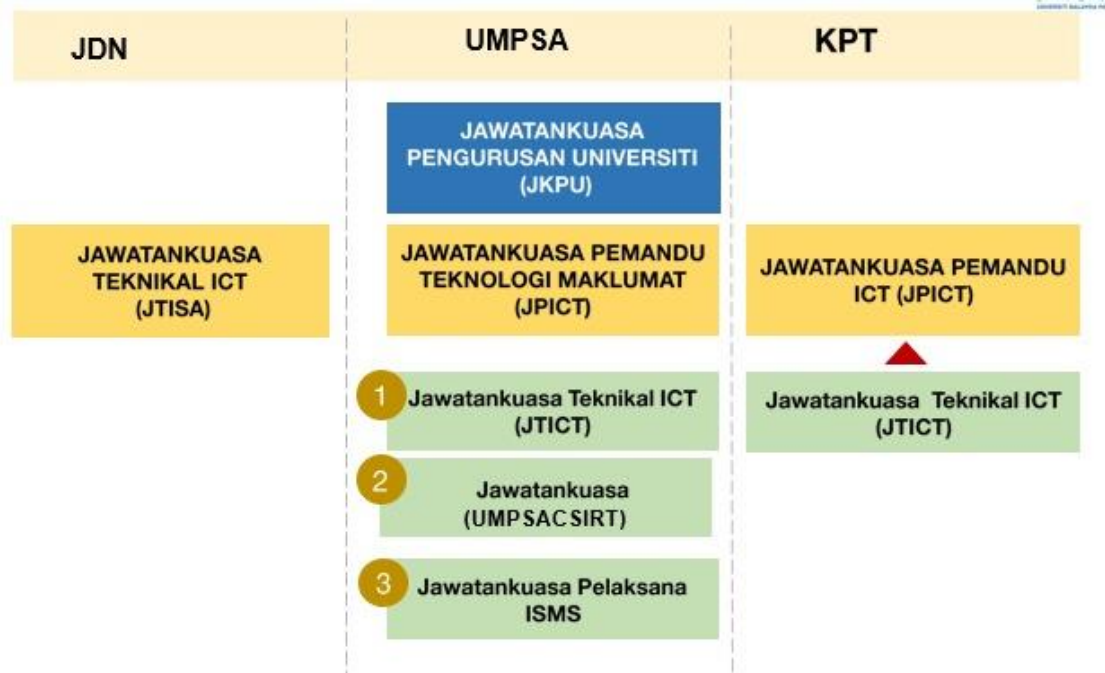 JDN
UMPSA
KPT
JAWATANKUASA
PENGURUSAN UNIVERSITI
(JKPU)
JAWATANKUASA
TEKNIKAL ICT
(JTISA)
JAWATANKUASA PEMANDU
TEKNOLOGI MAKLUMAT
(JPICT)
JAWATANKUASA PEMANDU
ICT (JPICT)
1
Jawatankuasa Teknikal ICT
(JTICT)
Jawatankuasa Teknikal ICT
(JTICT)
2
Jawatankuasa
(UMPSACSIRT)
3
Jawatankuasa Pelaksana
ISMS